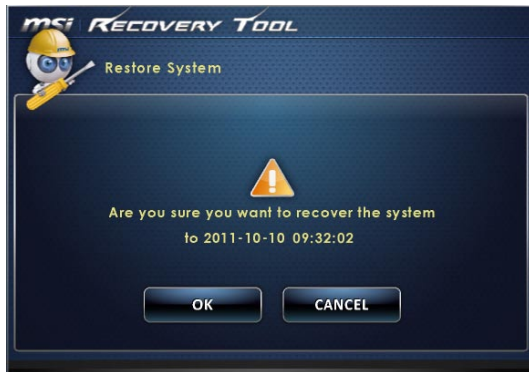 msi RECOVERY TOOL
Restore System
Are you sure you want to recover the system
to 2011-10-10 09:32:02
OK CANCEL